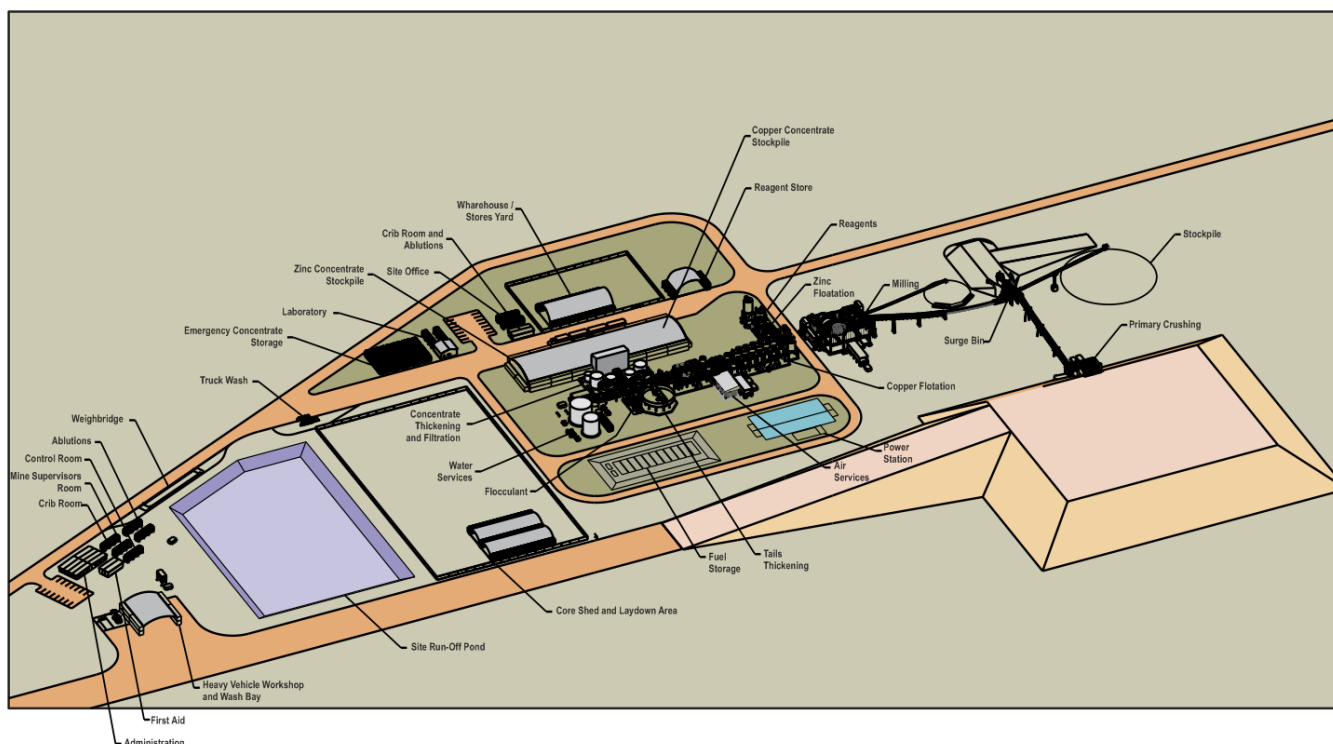 Copper Concentrate
Stockpile
Reagent Store
Wharehouse /
Stores Yard
Reagents
Crib Room and
Ablutions
Stockpile
Zinc Concentrate
Stockpile
Site Office
Zinc
Floatation
Milling
Laboratory
Emergency Concentrate
Storage
Surge Bin
Primary Crushing
Truck Wash
Copper Flotation
Weighbridge
Concentrate
Thickening
and Filtration
Ablutions
Control Room
Power
Station
Mine Supervisors
Room
Water
Services
Air
Services
Crib Room
Flocculant
Fuel
Storage
Tails
Thickening
Core Shed and Laydown Area
Site Run-Off Pond
Heavy Vehicle Workshop
and Wash Bay
First Aid
Administration